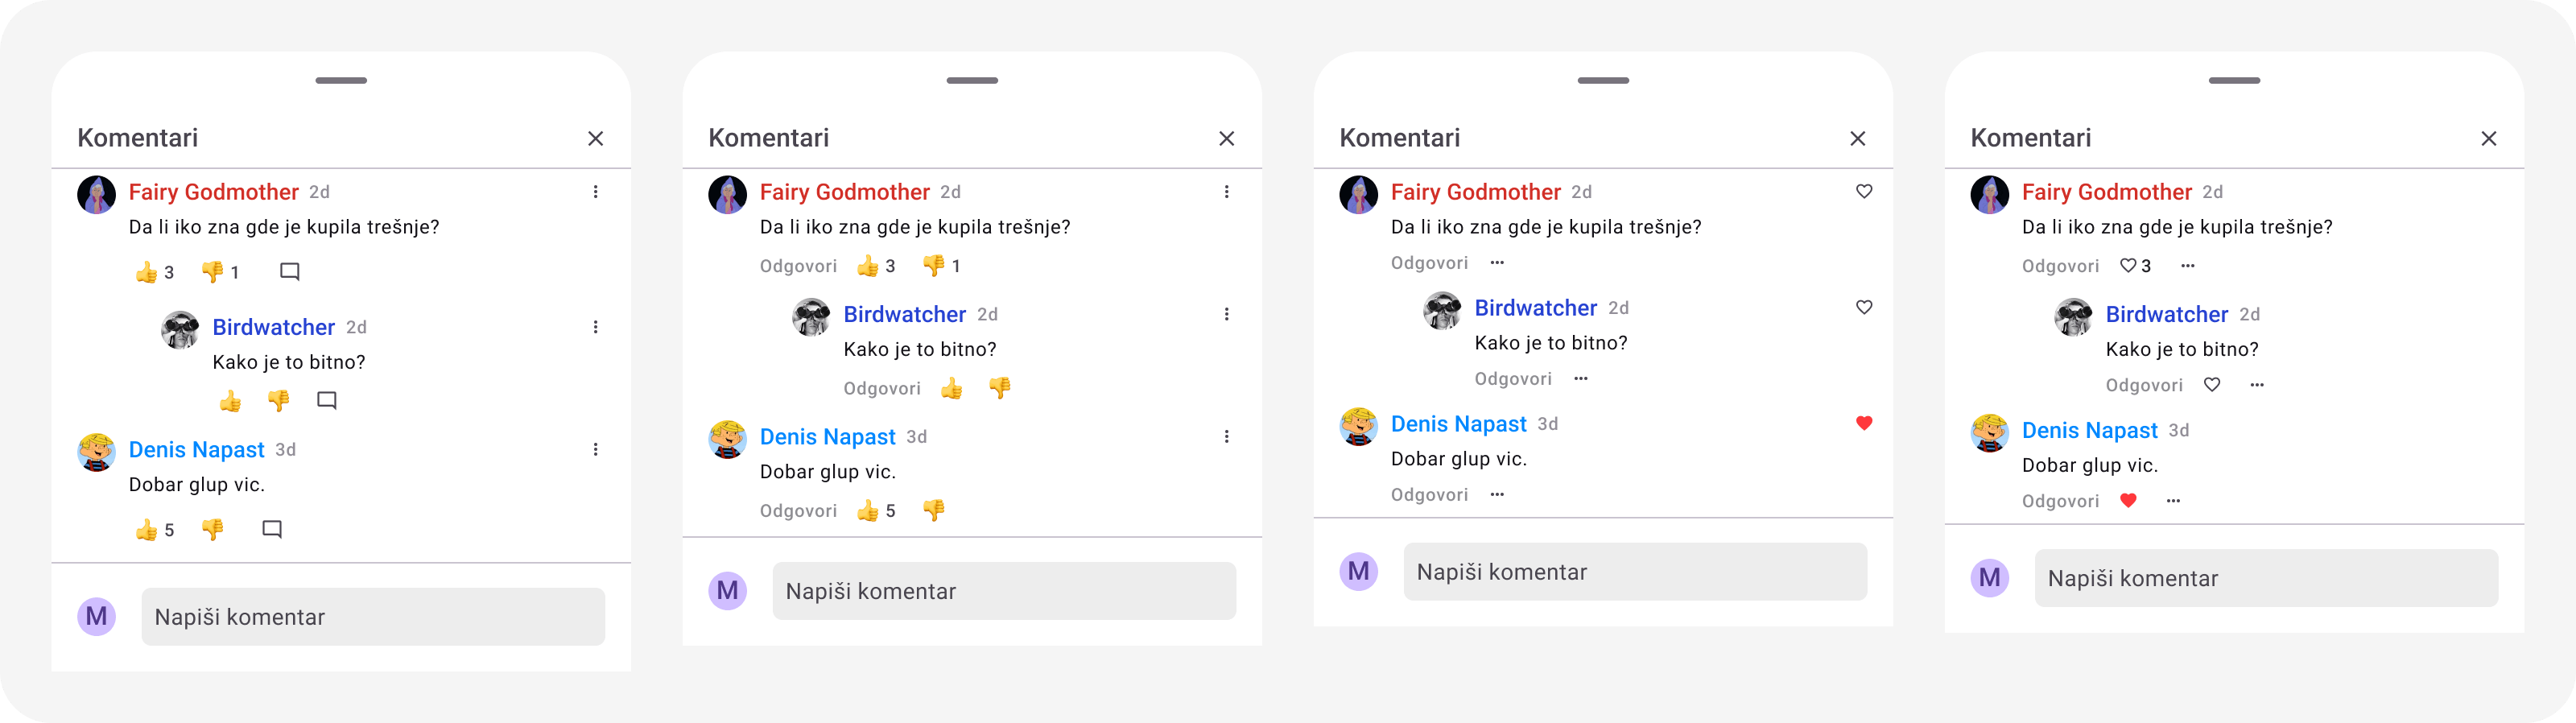 Komentari
Fairy Godmother 2d
Da li iko zna gde je kupila trešnje?
👍 3 👎 1
Birdwatcher 2d
Kako je to bitno?
👍 👎
Denis Napast 3d
Dobar glup vic.
👍 5 👎
M Napiši komentar
Komentari
Fairy Godmother 2d
Da li iko zna gde je kupila trešnje?
Odgovori 👍 3 👎 1
Birdwatcher 2d
Kako je to bitno?
Odgovori 👍 👎
Denis Napast 3d
Dobar glup vic.
Odgovori 👍 5 👎
M Napiši komentar
Komentari
Fairy Godmother 2d
Da li iko zna gde je kupila trešnje?
Odgovori
Birdwatcher 2d
Kako je to bitno?
Odgovori
Denis Napast 3d
Dobar glup vic.
Odgovori
M Napiši komentar
Komentari
Fairy Godmother 2d
Da li iko zna gde je kupila trešnje?
Odgovori 3
Birdwatcher 2d
Kako je to bitno?
Odgovori
Denis Napast 3d
Dobar glup vic.
Odgovori
M Napiši komentar